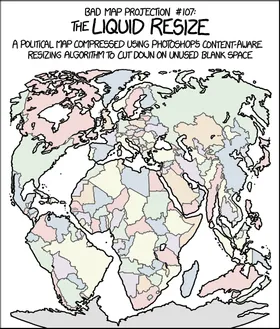 BAD MAP PROJECTION #107:
THE LIQUID RESIZE
A POLITICAL MAP COMPRESSED USING PHOTOSHOP'S CONTENT-AWARE
RESIZING ALGORITHM TO CUT DOWN ON UNUSED BLANK SPACE